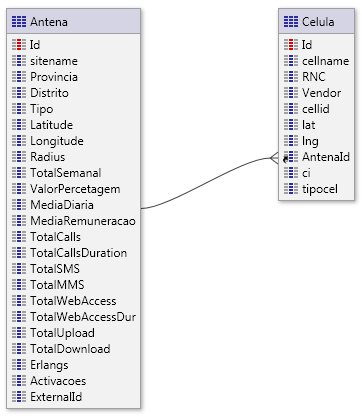 Antena
Id
sitename
Provincia
Distrito
Tipo
Latitude
Longitude
Radius
TotalSemanal
ValorPercetagem
MediaDiaria
MediaRemuneracao
TotalCalls
TotalCallsDuration
TotalSMS
TotalMMS
TotalWebAccess
TotalWebAccessDur
TotalUpload
TotalDownload
Erlangs
Activacoes
ExternalId
Celula
Id
cellname
RNC
Vendor
cellid
lat
lng
AntenaId
ci
tipocel